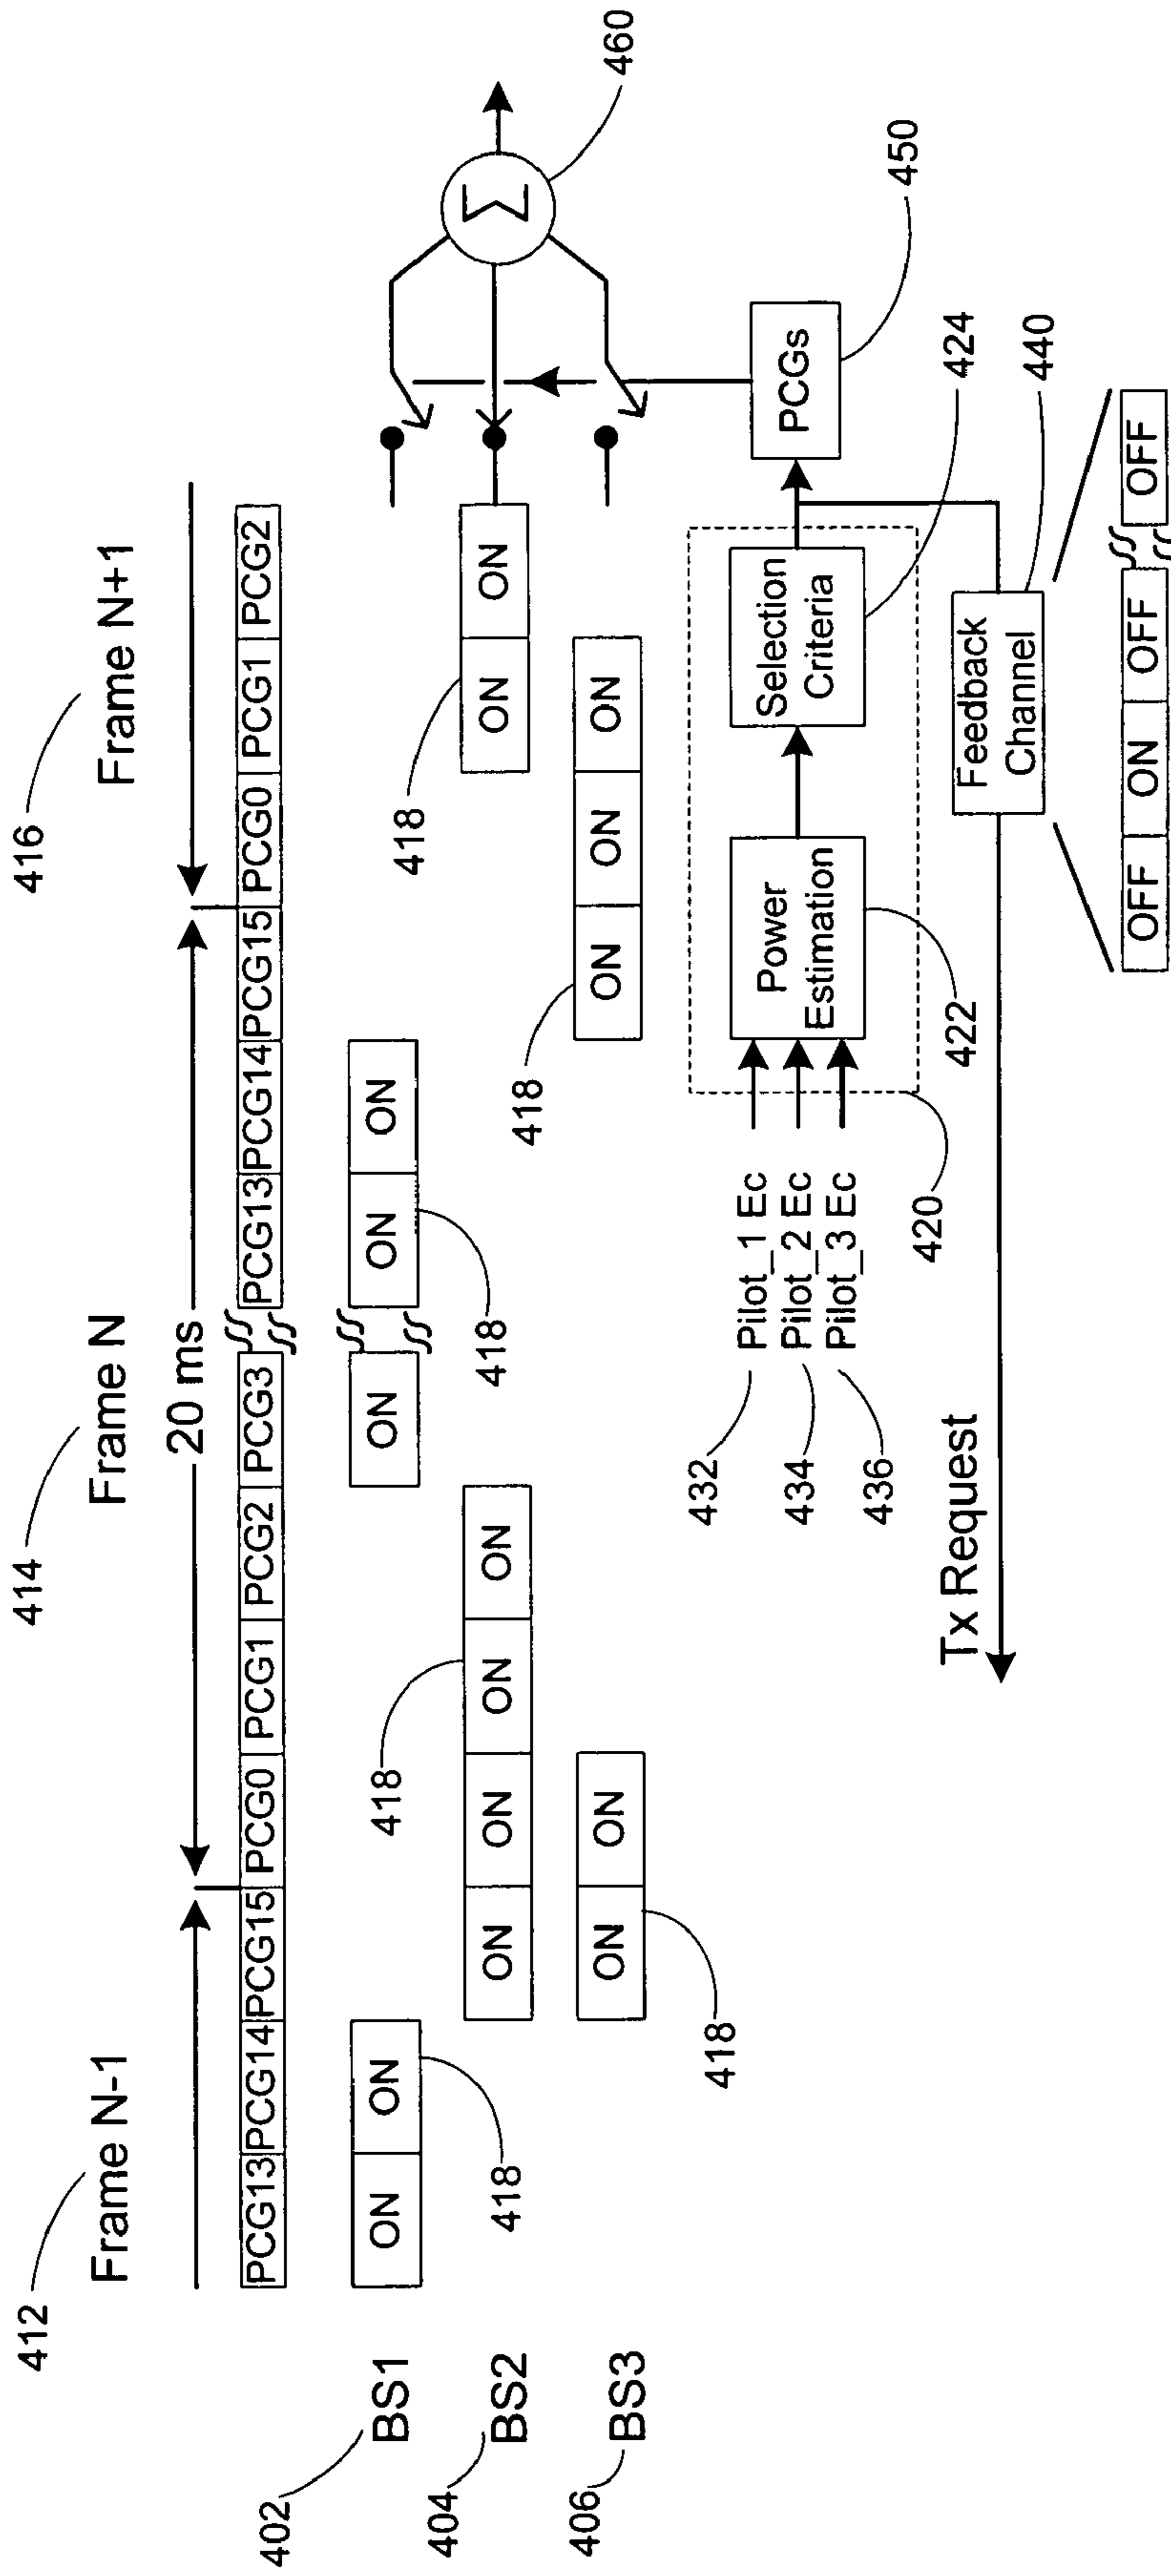 412
414
416
Frame N-1
Frame N
Frame N+1
20 ms
PCG13 PCG14 PCG15 PCG0 PCG1 PCG2 PCG3 PCG13 PCG14 PCG15 PCG0 PCG1 PCG2
402
BS1
ON ON ON ON ON
418
418
418
418
404
BS2
ON ON ON ON ON ON
418
418
460
Σ
406
BS3
ON ON ON ON ON
432
434
436
Pilot_1 Ec
Pilot_2 Ec
Pilot_3 Ec
420
Power
Estimation
422
Selection
Criteria
424
PCGs
450
Tx Request
Feedback
Channel
440
OFF ON OFF OFF